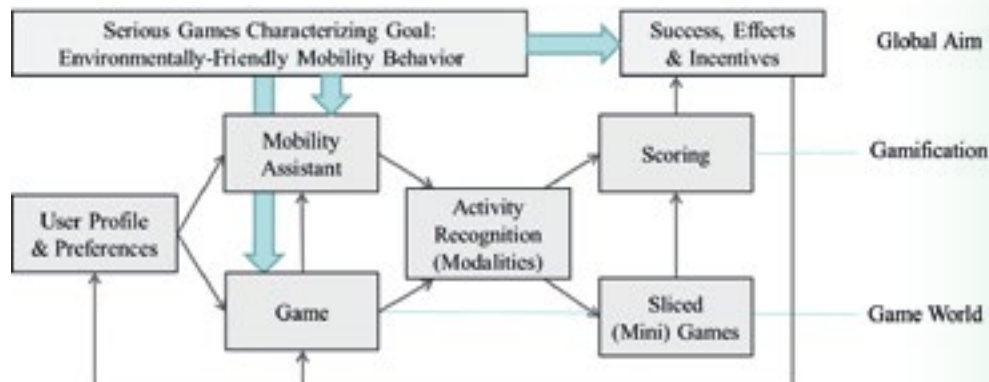 Serious Games Characterizing Goal:
Environmentally-Friendly Mobility Behavior
Success, Effects
& Incentives
Global Aim
Mobility
Assistant
Scoring
Gamification
User Profile
& Preferences
Activity
Recognition
(Modalities)
Game
Sliced
(Mini) Games
Game World